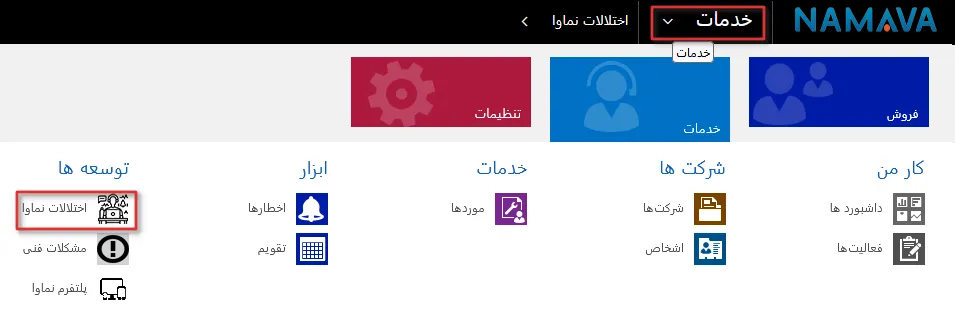 NAMAVA
خدمات
اختلالات نماوا
خدمات
فروش
خدمات
تنظیمات
کار من
داشبورد ها
فعالیت‌ها
شرکت ها
شرکت‌ها
اشخاص
خدمات
موردها
ابزار
اخطارها
تقویم
توسعه ها
اختلالات نماوا
مشکلات فنی
پلتفرم نماوا